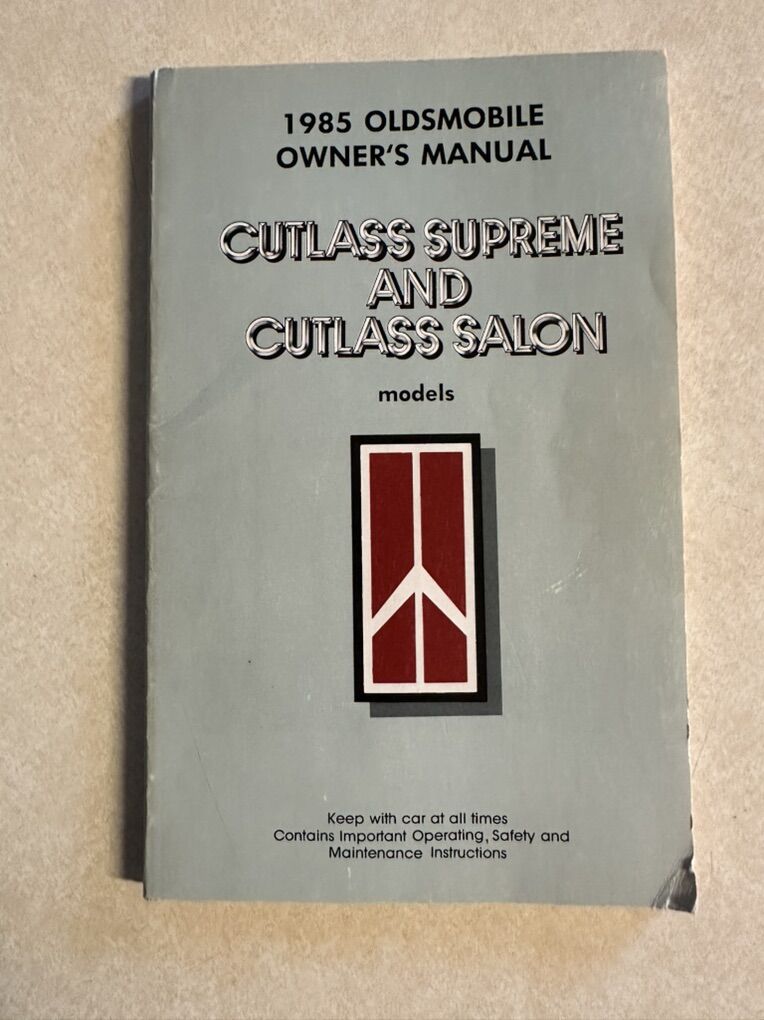 1985 OLDSMOBILE
OWNER'S MANUAL
CUTLASS SUPREME
AND
CUTLASS SALON
models
Keep with car at all times
Contains Important Operating, Safety and
Maintenance Instructions